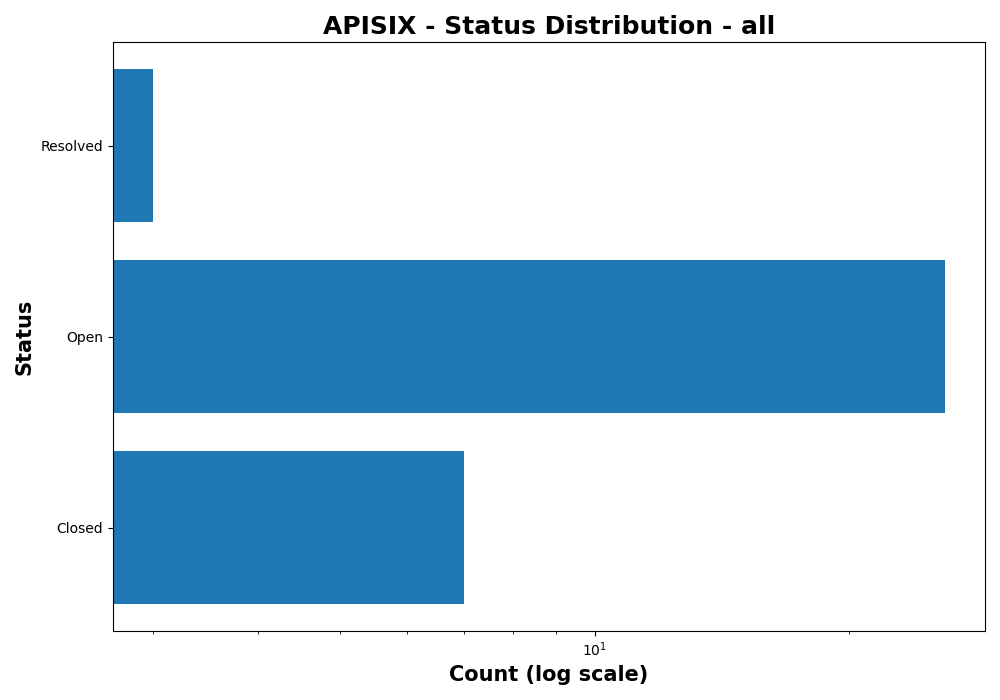 APISIX - Status Distribution - all
Status
Resolved
Open
Closed
10¹
Count (log scale)